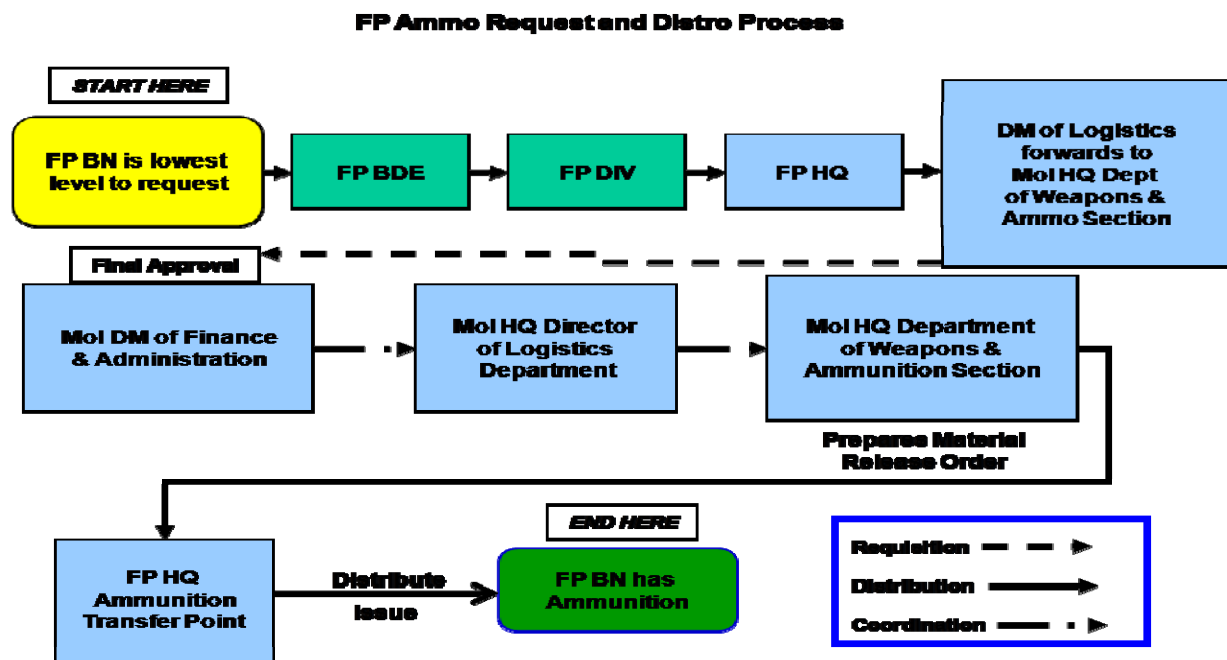 FP Ammo Request and Distro Process
START HERE
FP BN is lowest
level to request
FP BDE
FP DIV
FP HQ
DM of Logistics
forwards to
MoI HQ Dept
of Weapons &
Ammo Section
Final Approval
MoI DM of Finance
& Administration
MoI HQ Director
of Logistics
Department
MoI HQ Department
of Weapons &
Ammunition Section
Prepares Material
Release Order
FP HQ
Ammunition
Transfer Point
Distribute
Issue
END HERE
FP BN has
Ammunition
Requisition
Distribution
Coordination